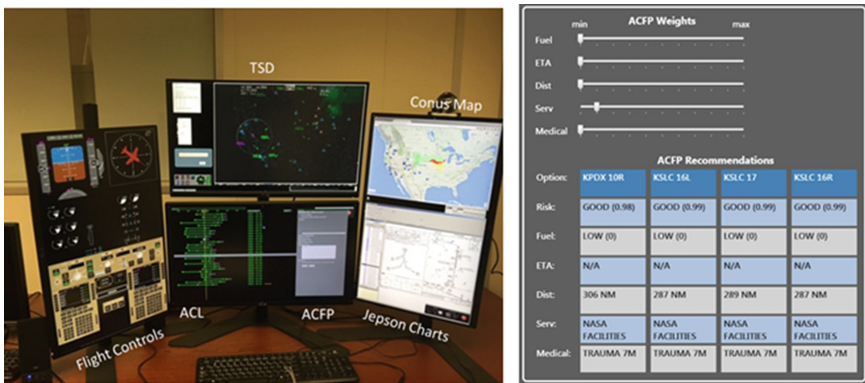 TSD
Conus Map
ACL
ACFP
Jepson Charts
Flight Controls
ACFP Weights
min
max
Fuel
ETA
Dist
Serv
Medical
ACFP Recommendations
Option: KPDX 10R KSLC 16L KSLC 17 KSLC 16R
Risk: GOOD (0.98) GOOD (0.99) GOOD (0.99) GOOD (0.99)
Fuel: LOW (0) LOW (0) LOW (0) LOW (0)
ETA: N/A N/A N/A N/A
Dist: 306 NM 287 NM 289 NM 287 NM
Serv: NASA NASA NASA NASA
FACILITIES FACILITIES FACILITIES FACILITIES
Medical: TRAUMA 7M TRAUMA 7M TRAUMA 7M TRAUMA 7M